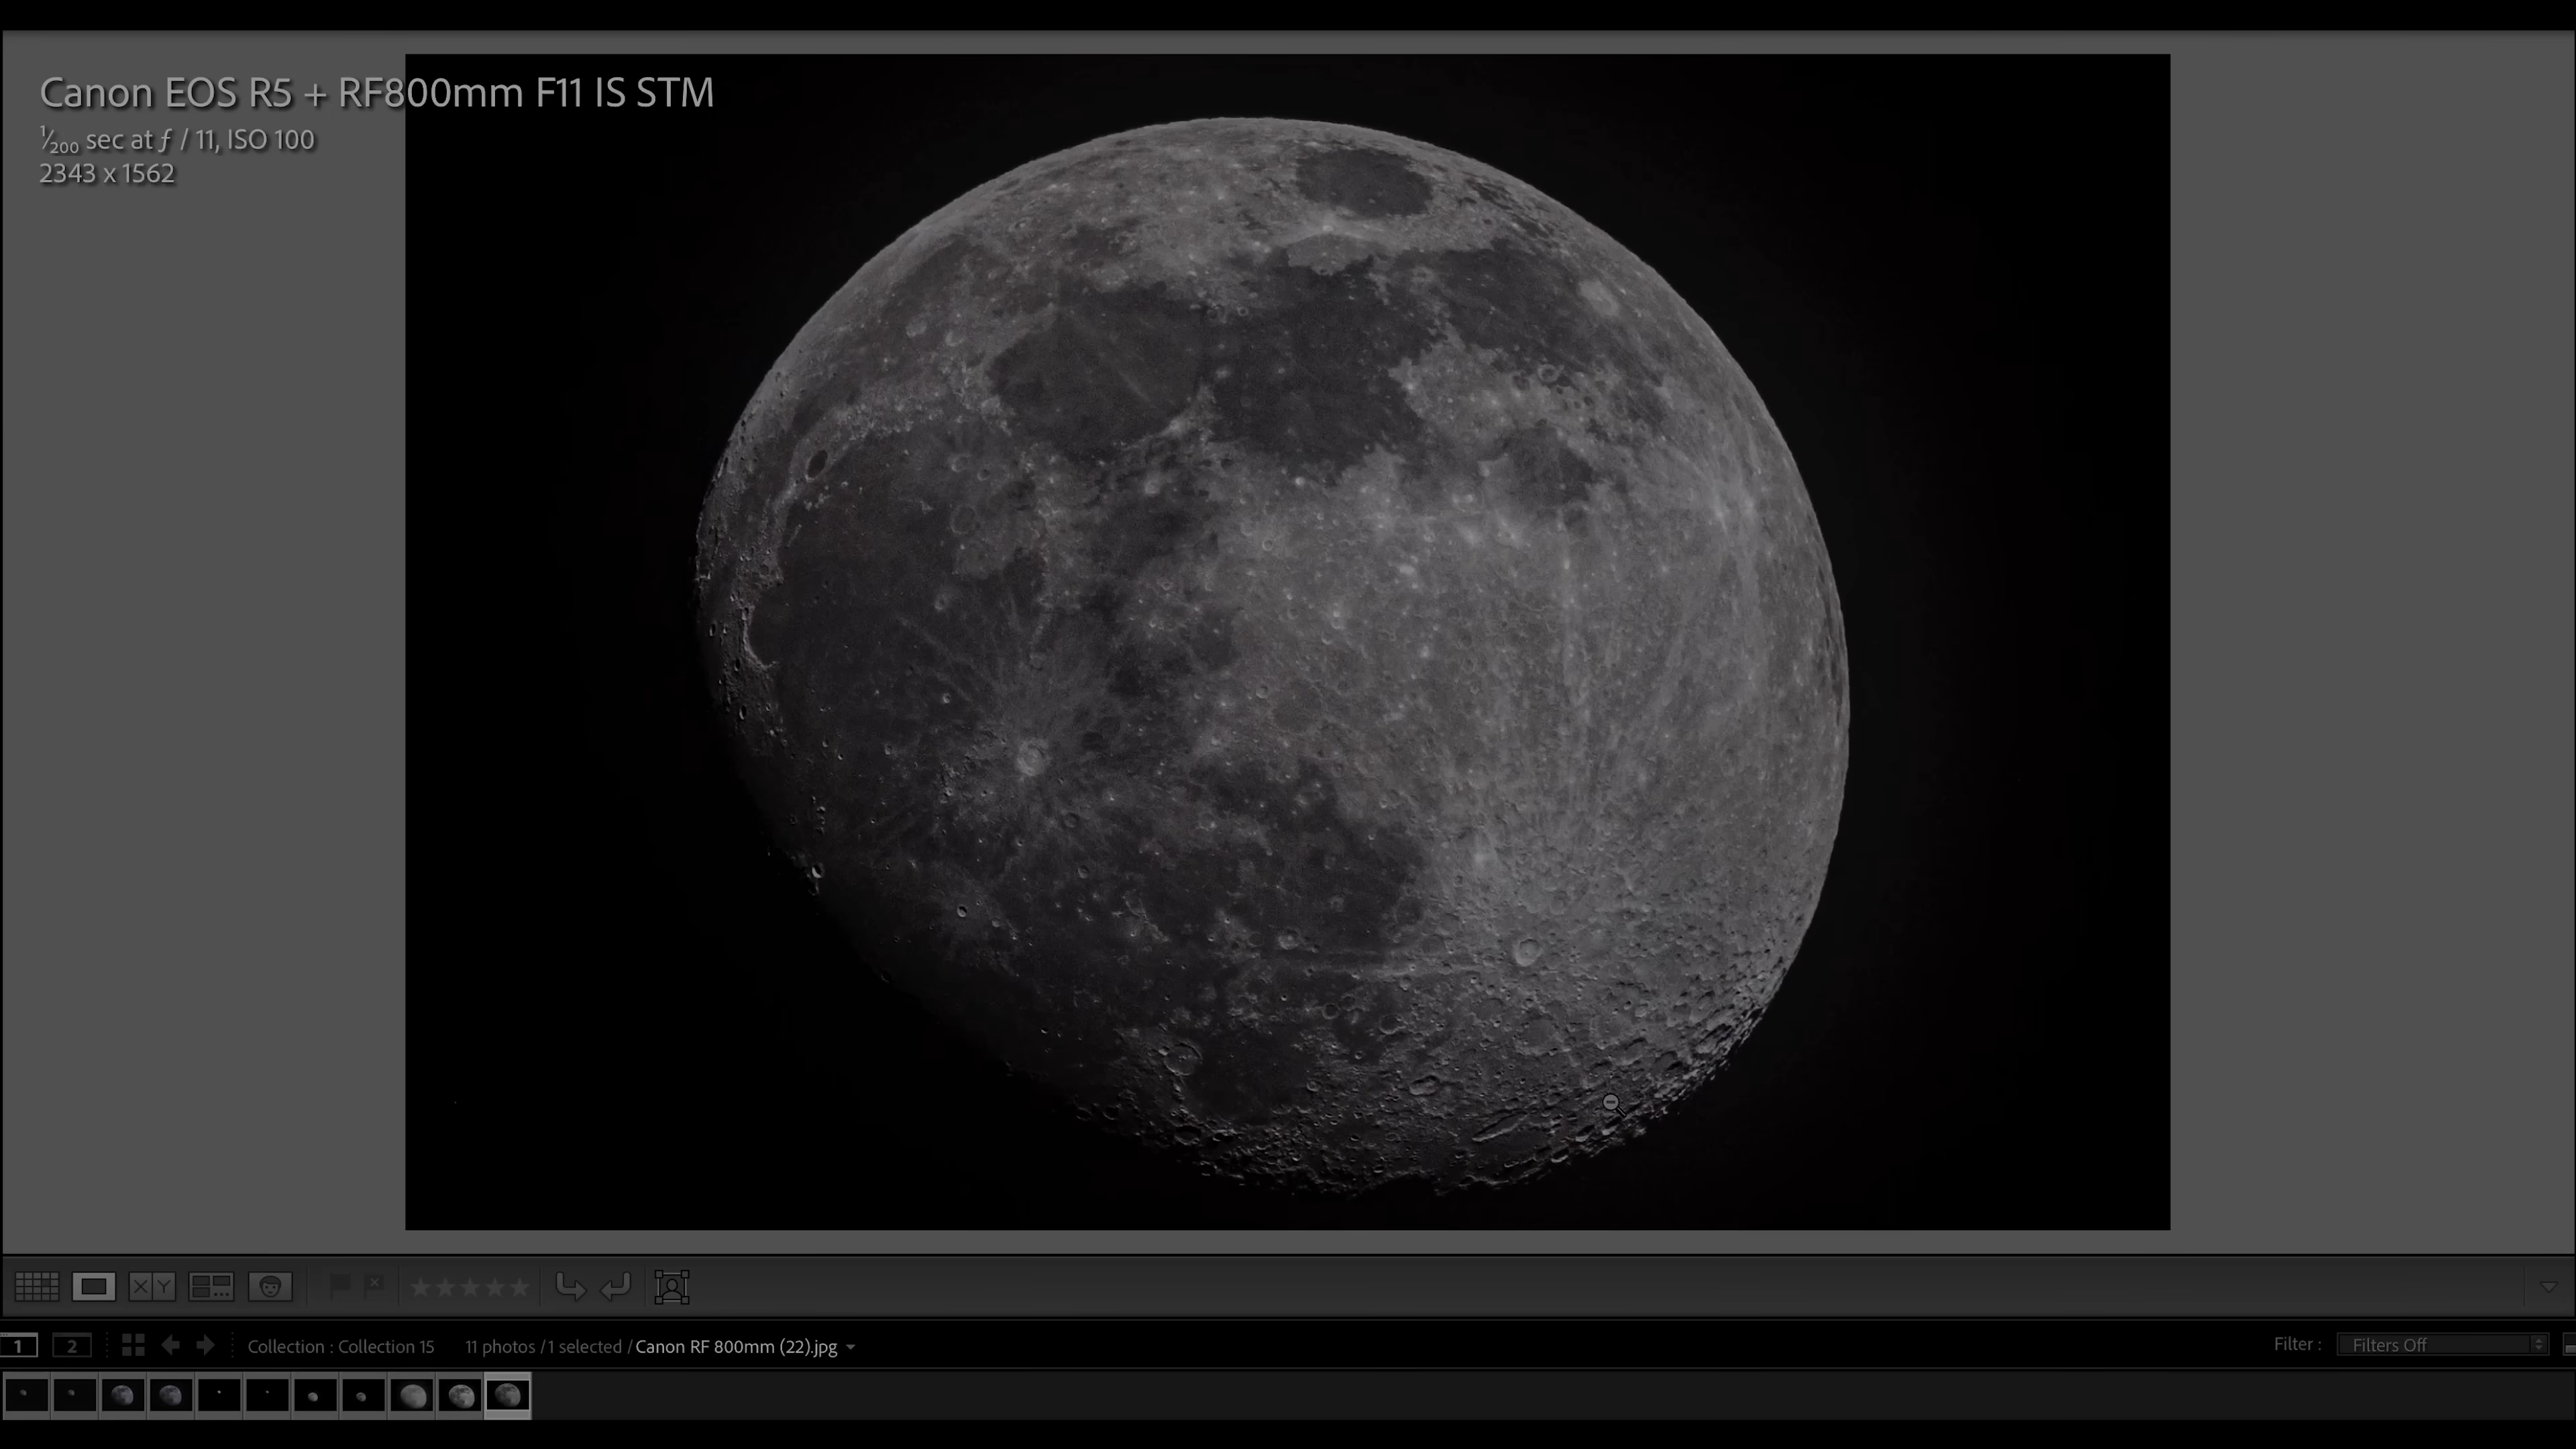 Canon EOS R5 + RF800mm F11 IS STM
1/200 sec at ƒ / 11, ISO 100
2343 x 1562
X Y
1 2 Collection : Collection 15 11 photos / 1 selected / Canon RF 800mm (22).jpg Filter : Filters Off